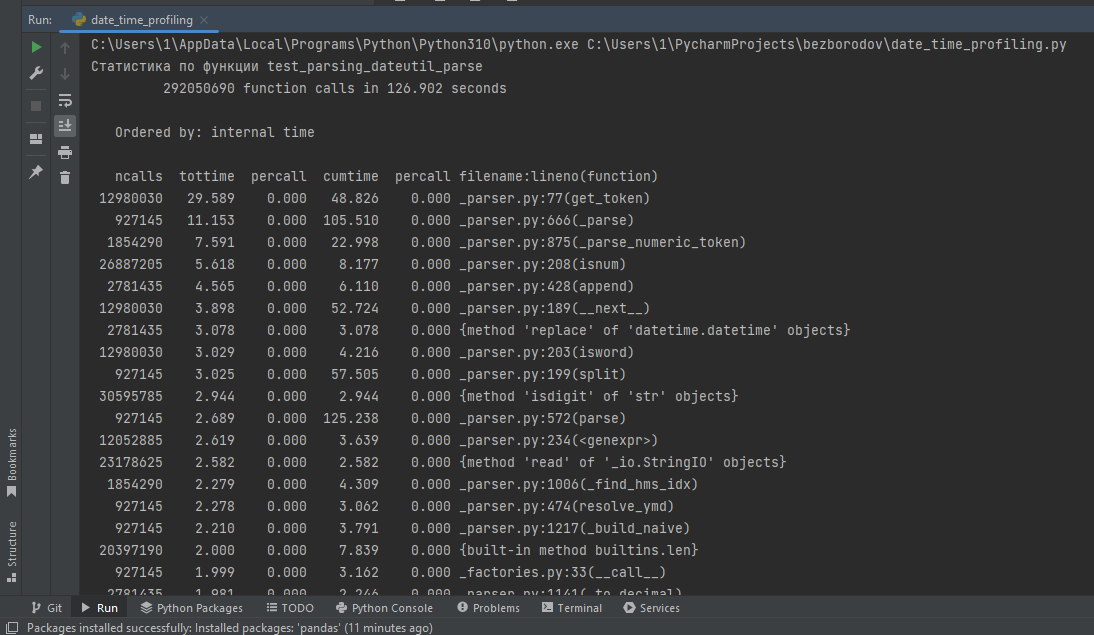 Run: date_time_profiling
C:\Users\1\AppData\Local\Programs\Python\Python310\python.exe C:\Users\1\PycharmProjects\bezborodov\date_time_profiling.py
Статистика по функции test_parsing_dateutil_parse
292050690 function calls in 126.902 seconds
Ordered by: internal time
ncalls tottime percall cumtime percall filename:lineno(function)
12980030 29.589 0.000 48.826 0.000 _parser.py:77(get_token)
927145 11.153 0.000 105.510 0.000 _parser.py:666(_parse)
1854290 7.591 0.000 22.998 0.000 _parser.py:875(_parse_numeric_token)
26887205 5.618 0.000 8.177 0.000 _parser.py:208(isnum)
2781435 4.565 0.000 6.110 0.000 _parser.py:428(append)
12980030 3.898 0.000 52.724 0.000 _parser.py:189(__next__)
2781435 3.078 0.000 3.078 0.000 {method 'replace' of 'datetime.datetime' objects}
12980030 3.029 0.000 4.216 0.000 _parser.py:203(isword)
927145 3.025 0.000 57.505 0.000 _parser.py:199(split)
30595785 2.944 0.000 2.944 0.000 {method 'isdigit' of 'str' objects}
927145 2.689 0.000 125.238 0.000 _parser.py:572(parse)
12052885 2.619 0.000 3.639 0.000 _parser.py:234(<genexpr>)
23178625 2.582 0.000 2.582 0.000 {method 'read' of '_io.StringIO' objects}
1854290 2.279 0.000 4.309 0.000 _parser.py:1006(_find_hms_idx)
927145 2.278 0.000 3.062 0.000 _parser.py:474(resolve_ymd)
927145 2.210 0.000 3.791 0.000 _parser.py:1217(_build_naive)
20397190 2.000 0.000 7.839 0.000 {built-in method builtins.len}
927145 1.999 0.000 3.162 0.000 _factories.py:33(__call__)
2781435 1.981 0.000 2.246 0.000 _parser.py:1141(_to_decimal)
Bookmarks
Structure
Git Run Python Packages TODO Python Console Problems Terminal Services
Packages installed successfully: Installed packages: 'pandas' (11 minutes ago)